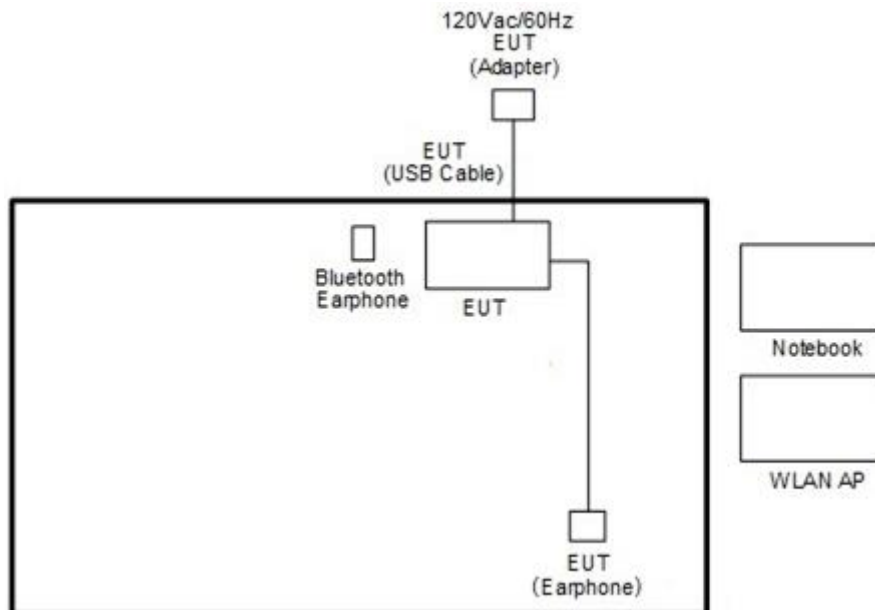 120Vac/60Hz
EUT
(Adapter)
EUT
(USB Cable)
Bluetooth
Earphone
EUT
Notebook
WLAN AP
EUT
(Earphone)